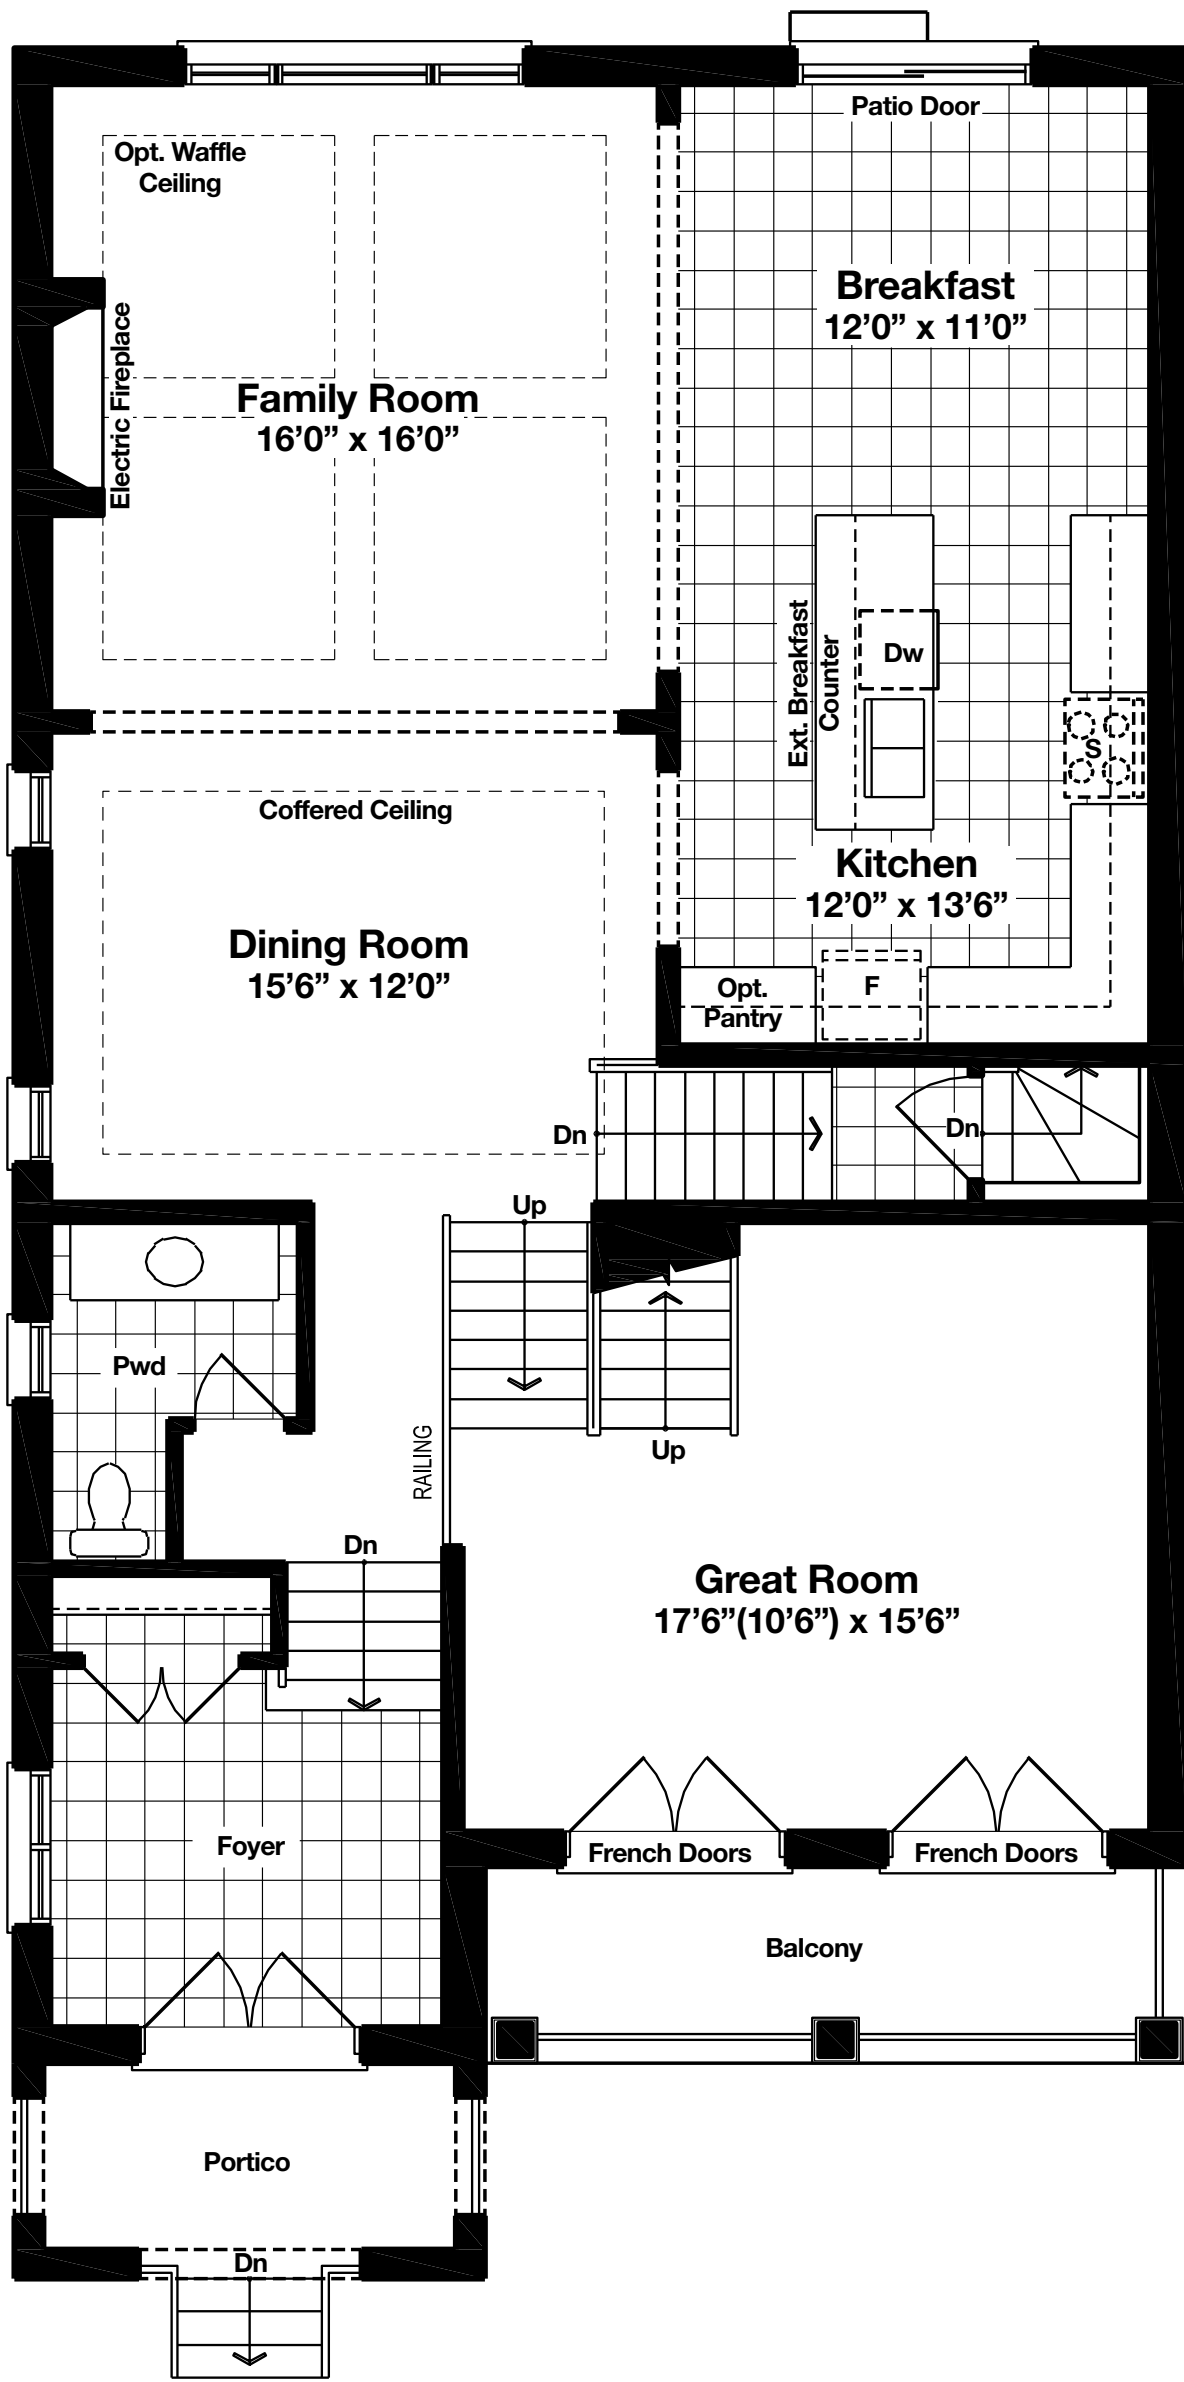 Patio Door
Opt. Waffle
Ceiling
Breakfast
12’0” x 11’0”
Electric Fireplace
Family Room
16’0” x 16’0”
Ext. Breakfast
Counter
Dw
S
Coffered Ceiling
Kitchen
12’0” x 13’6”
Dining Room
15’6” x 12’0”
Opt.
Pantry
F
Dn
Dn
Up
Pwd
RAILING
Up
Dn
Great Room
17’6”(10’6”) x 15’6”
Foyer
French Doors
French Doors
Balcony
Portico
Dn